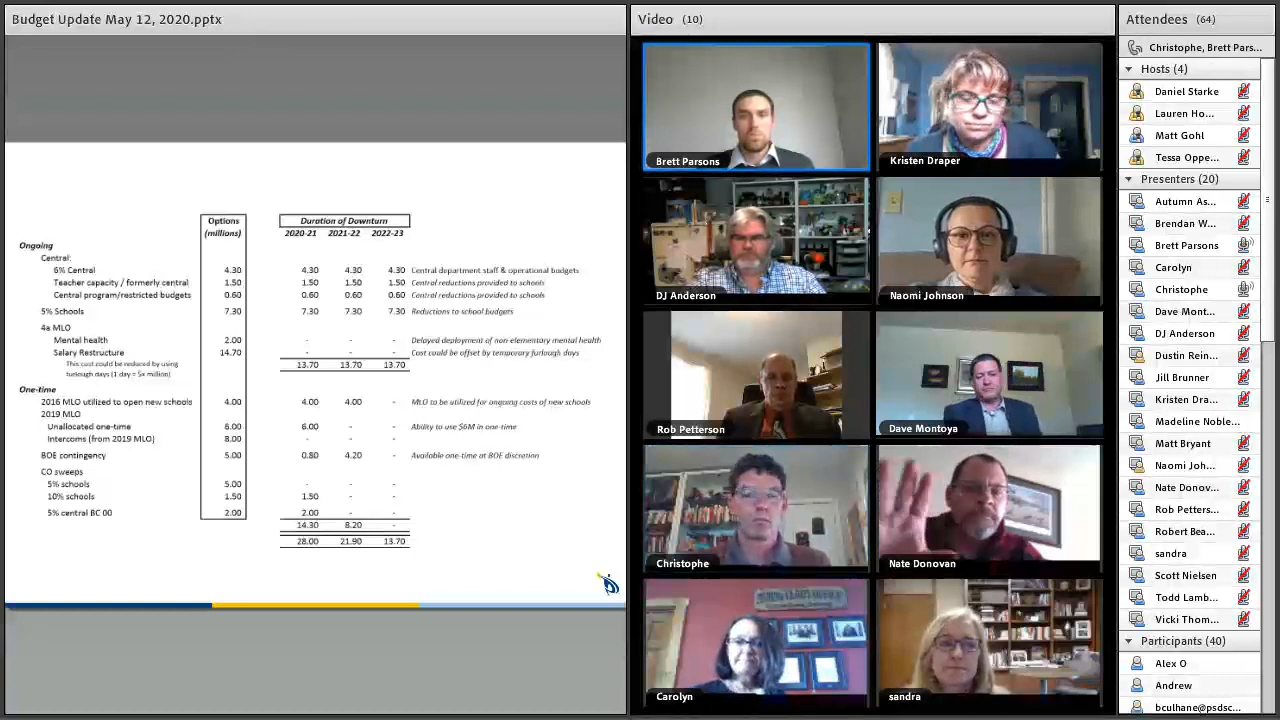 Budget Update May 12, 2020.pptx
Options
(millions)
Duration of Downturn
2020-21 2021-22 2022-23
Ongoing
Central:
6% Central 4.30 4.30 4.30 4.30 Central department staff & operational budgets
Teacher capacity / formerly central 1.50 1.50 1.50 1.50 Central reductions provided to schools
Central program/restricted budgets 0.60 0.60 0.60 0.60 Central reductions provided to schools
5% Schools 7.30 7.30 7.30 7.30 Reductions to school budgets
4a MLO
Mental health 2.00 - - - Delayed deployment of non-elementary mental health
Salary Restructure 14.70 - - - Cost could be offset by temporary furlough days
This cost could be reduced by using
furlough days (1 day = $x million)
13.70 13.70 13.70
One-time
2016 MLO utilized to open new schools 4.00 4.00 4.00 - MLO to be utilized for ongoing costs of new schools
2019 MLO
Unallocated one-time 6.00 6.00 - - Ability to use $6M in one-time
Intercoms (from 2019 MLO) 8.00 - - -
BOE contingency 5.00 0.80 4.20 - Available one-time at BOE discretion
CO sweeps
5% schools 5.00 - - -
10% schools 1.50 1.50 - -
5% central BC 00 2.00 2.00 - -
14.30 8.20 -
28.00 21.90 13.70
Video (10)
Brett Parsons
Kristen Draper
DJ Anderson
Naomi Johnson
Rob Petterson
Dave Montoya
Christophe
Nate Donovan
Carolyn
sandra
Attendees (64)
Christophe, Brett Pars...
Hosts (4)
Daniel Starke
Lauren Ho...
Matt Gohl
Tessa Oppe...
Presenters (20)
Autumn As...
Brendan W...
Brett Parsons
Carolyn
Christophe
Dave Mont...
DJ Anderson
Dustin Rein...
Jill Brunner
Kristen Dra...
Madeline Noble...
Matt Bryant
Naomi Joh...
Nate Donov...
Rob Petters...
Robert Bea...
sandra
Scott Nielsen
Todd Lamb...
Vicki Thom...
Participants (40)
Alex O
Andrew
bculhane@psdsc...